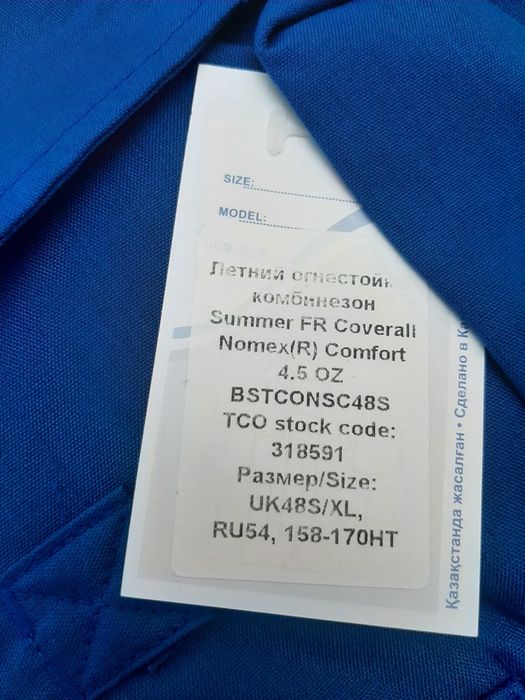 SIZE:
MODEL:
Летний
комбинезон
Summer FR Coverall
Nomex(R) Comfort
4.5 OZ
BSTCONSC48S
TCO stock code:
318591
Размер/Size:
UK48S/XL,
RU54, 158-170HT
Қазақстанда жасалған • Сделано в